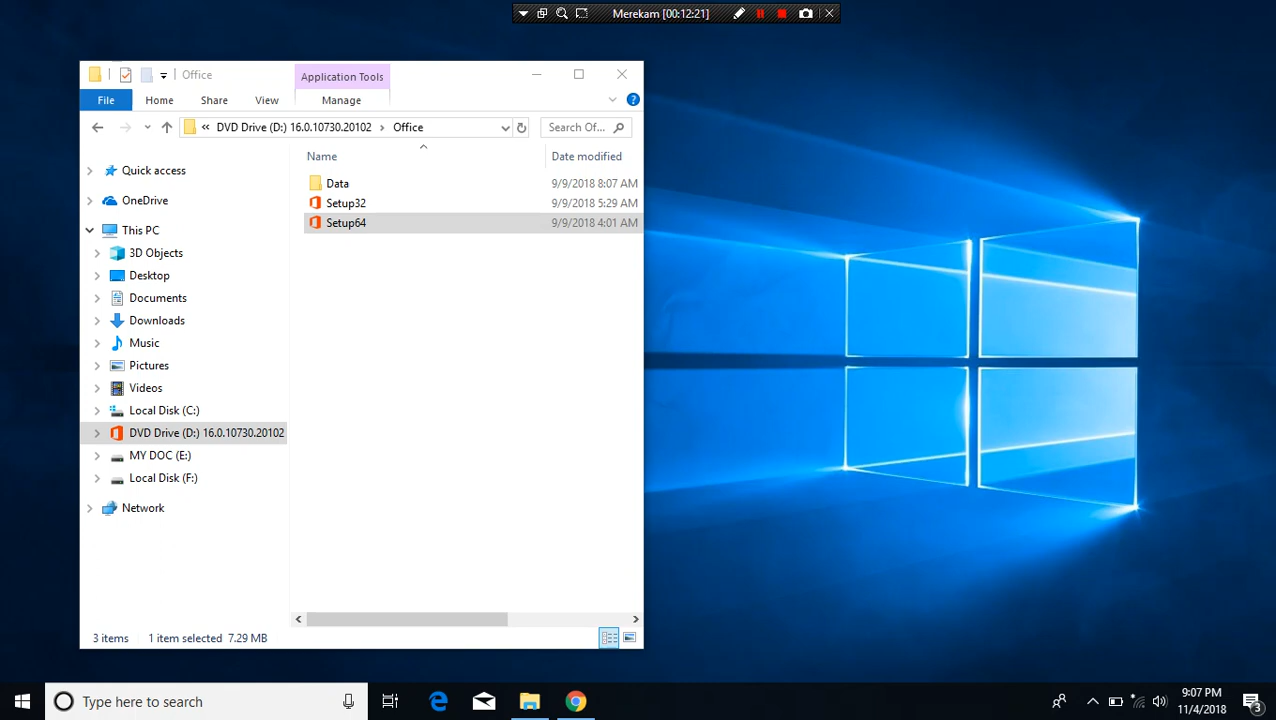 Merekam [00:12:21]
Office
Application Tools
File
Home
Share
View
Manage
DVD Drive (D:) 16.0.10730.20102
Office
Search Of...
Name
Date modified
Data
9/9/2018 8:07 AM
Setup32
9/9/2018 5:29 AM
Setup64
9/9/2018 4:01 AM
Quick access
OneDrive
This PC
3D Objects
Desktop
Documents
Downloads
Music
Pictures
Videos
Local Disk (C:)
DVD Drive (D:) 16.0.10730.20102
MY DOC (E:)
Local Disk (F:)
Network
3 items
1 item selected 7.29 MB
Type here to search
9:07 PM
11/4/2018
3